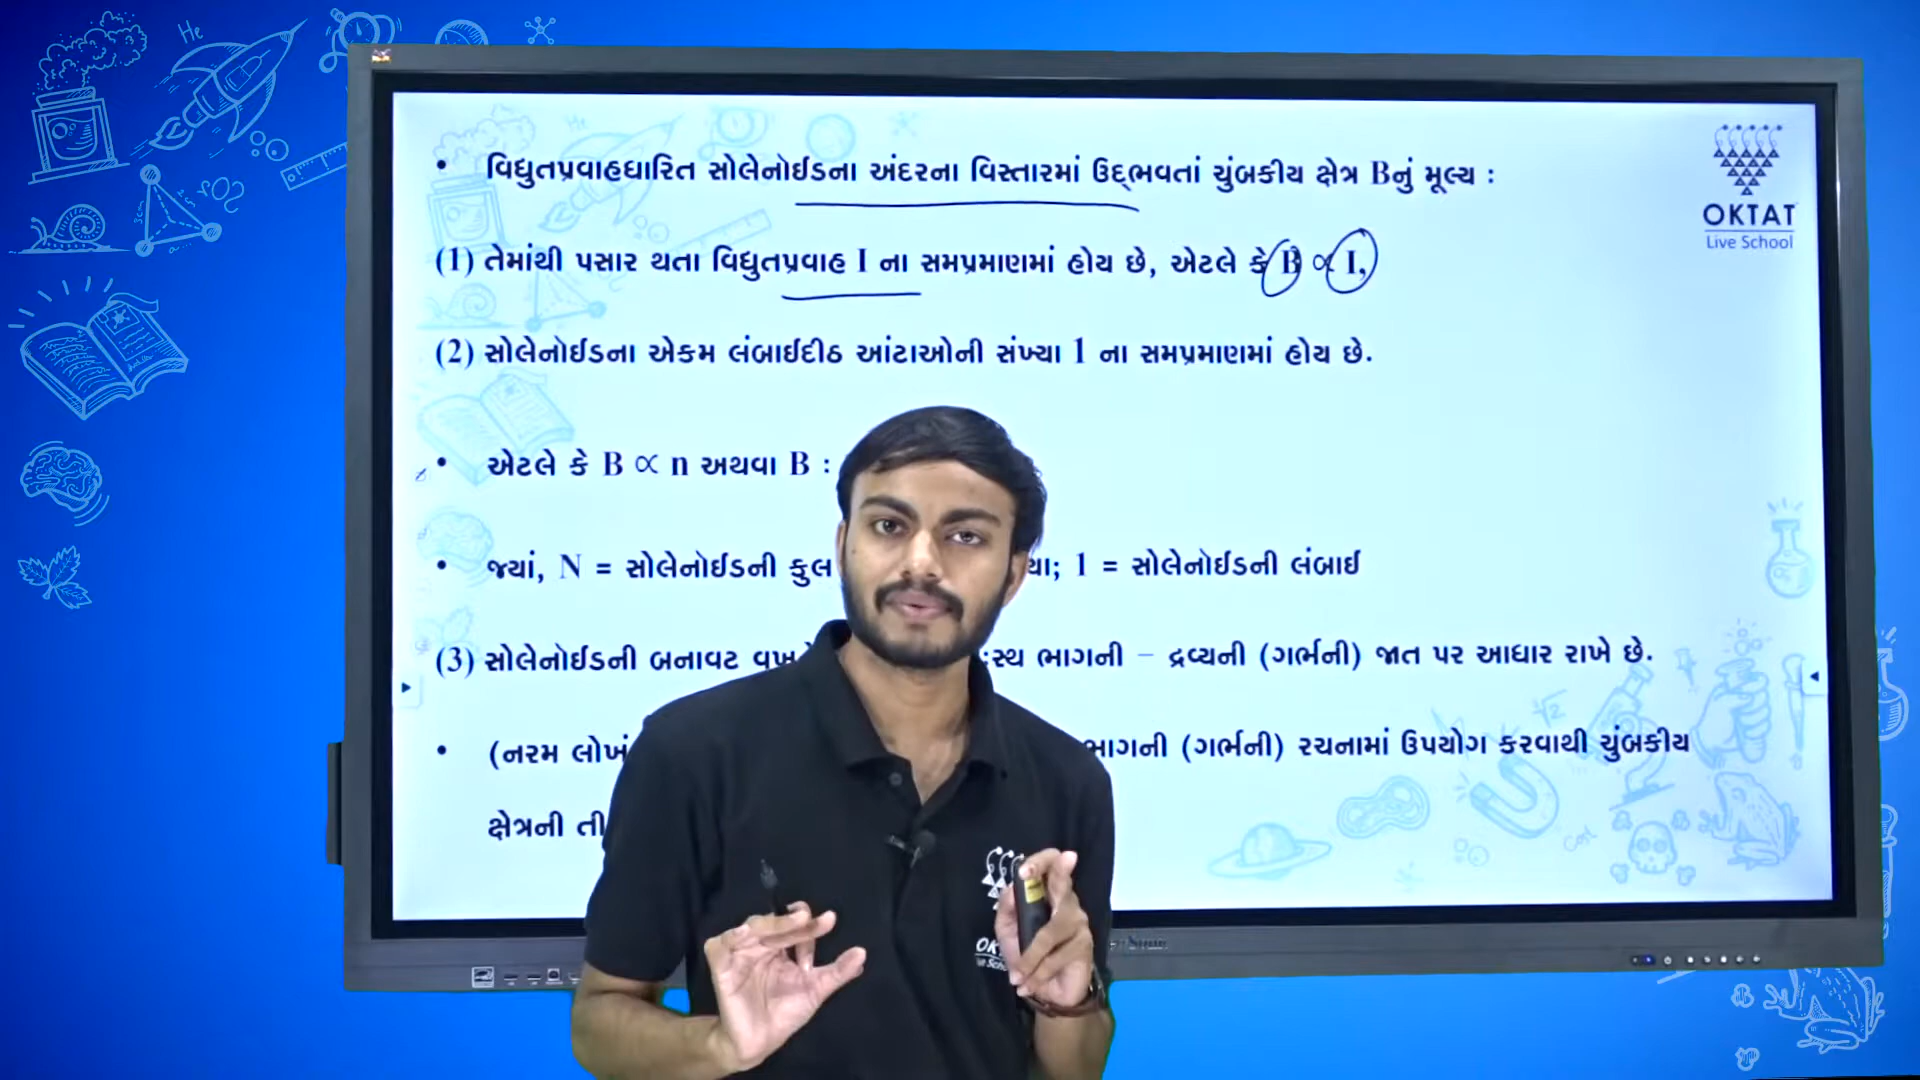 • વિદ્યુતપ્રવાહધારિત સોલેનોઈડના અંદરના વિસ્તારમાં ઉદ્ભવતાં ચુંબકીય ક્ષેત્ર Bનું મૂલ્ય :
OKTAT
Live School
(1) તેમાંથી પસાર થતા વિદ્યુતપ્રવાહ I ના સમપ્રમાણમાં હોય છે, એટલે કે B ∝ I,
(2) સોલેનોઈડના એકમ લંબાઈદીઠ આંટાઓની સંખ્યા 1 ના સમપ્રમાણમાં હોય છે.
• એટલે કે B ∝ n અથવા B :
• જ્યાં, N = સોલેનોઈડની કુલ 1 = સોલેનોઈડની લંબાઈ
(3) સોલેનોઈડની બનાવટ ભાગની – દ્રવ્યની (ગર્ભની) જાત પર આધાર રાખે છે.
• (નરમ ભાગની (ગર્ભની) રચનામાં ઉપયોગ કરવાથી ચુંબકીય
ક્ષેત્રની